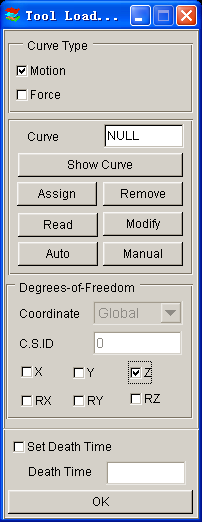 Tool Load...
Curve Type
Motion
Force
Curve NULL
Show Curve
Assign Remove
Read Modify
Auto Manual
Degrees-of-Freedom
Coordinate Global
C.S.ID 0
X Y Z
RX RY RZ
Set Death Time
Death Time
OK